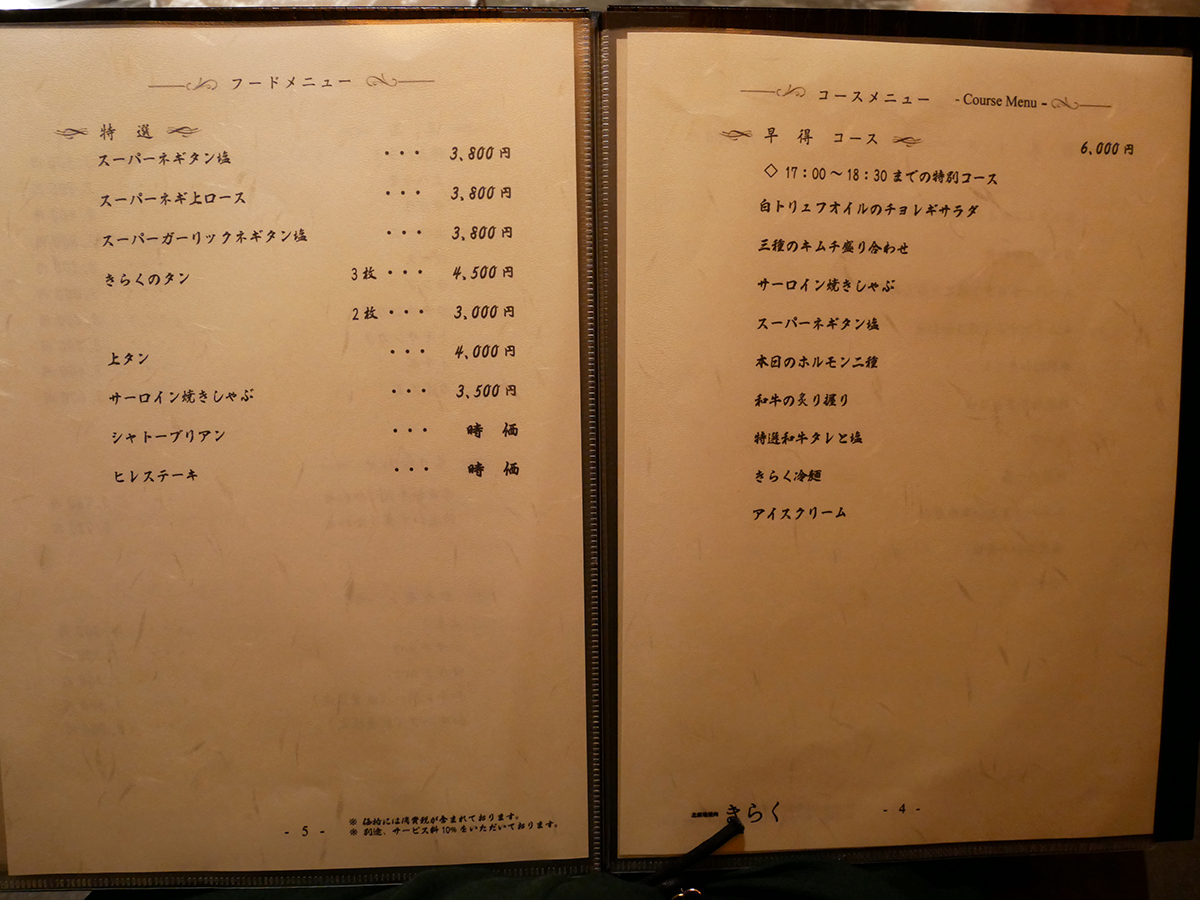 フードメニュー
特選
スーパーネギタン塩 ・・・ 3,800円
スーパーネギ上ロース ・・・ 3,800円
スーパーガーリックネギタン塩 ・・・ 3,800円
きらくのタン 3枚・・・ 4,500円
2枚・・・ 3,000円
上タン ・・・ 4,000円
サーロイン焼きしゃぶ ・・・ 3,500円
シャトーブリアン ・・・ 時価
ヒレステーキ ・・・ 時価
- 5 -
※ 価格には消費税が含まれております。
※ 別途、サービス料10%をいただいております。
コースメニュー - Course Menu -
早得コース 6,000円
◇17:00～18:30までの特別コース
白トリュフオイルのチョレギサラダ
三種のキムチ盛り合わせ
サーロイン焼きしゃぶ
スーパーネギタン塩
本日のホルモン二種
和牛の炙り握り
特選和牛タレと塩
きらく冷麺
アイスクリーム
きらく
- 4 -